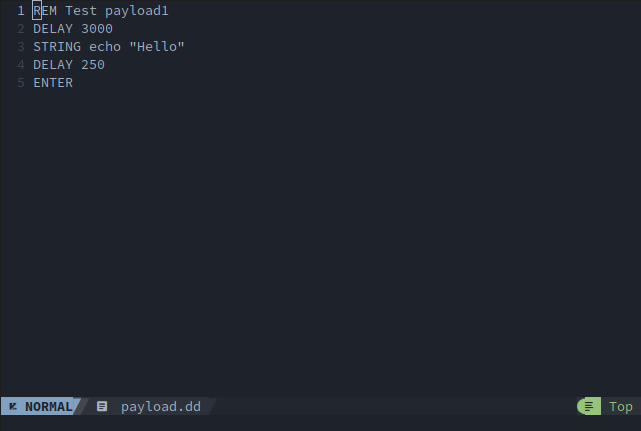 1 REM Test payload1
2 DELAY 3000
3 STRING echo "Hello"
4 DELAY 250
5 ENTER
NORMAL payload.dd Top